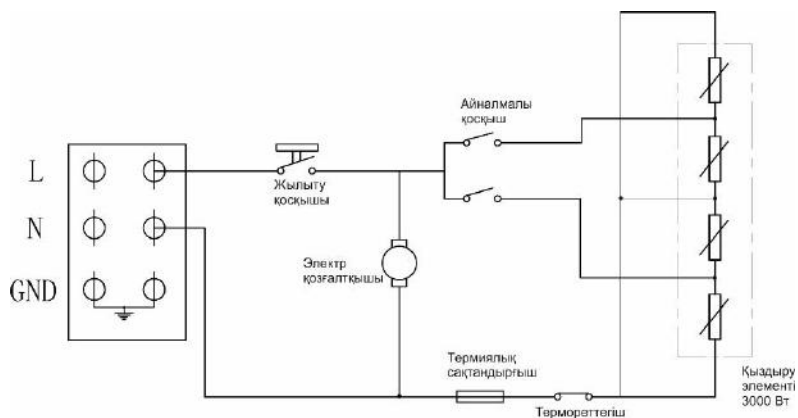 Айналмалы
қосқыш
L
Жылыту
қосқышы
N
Электр
қозғалтқышы
GND
Термиялық
сақтандырғыш
Термореттегіш
Қыздыру
элементі
3000 Вт